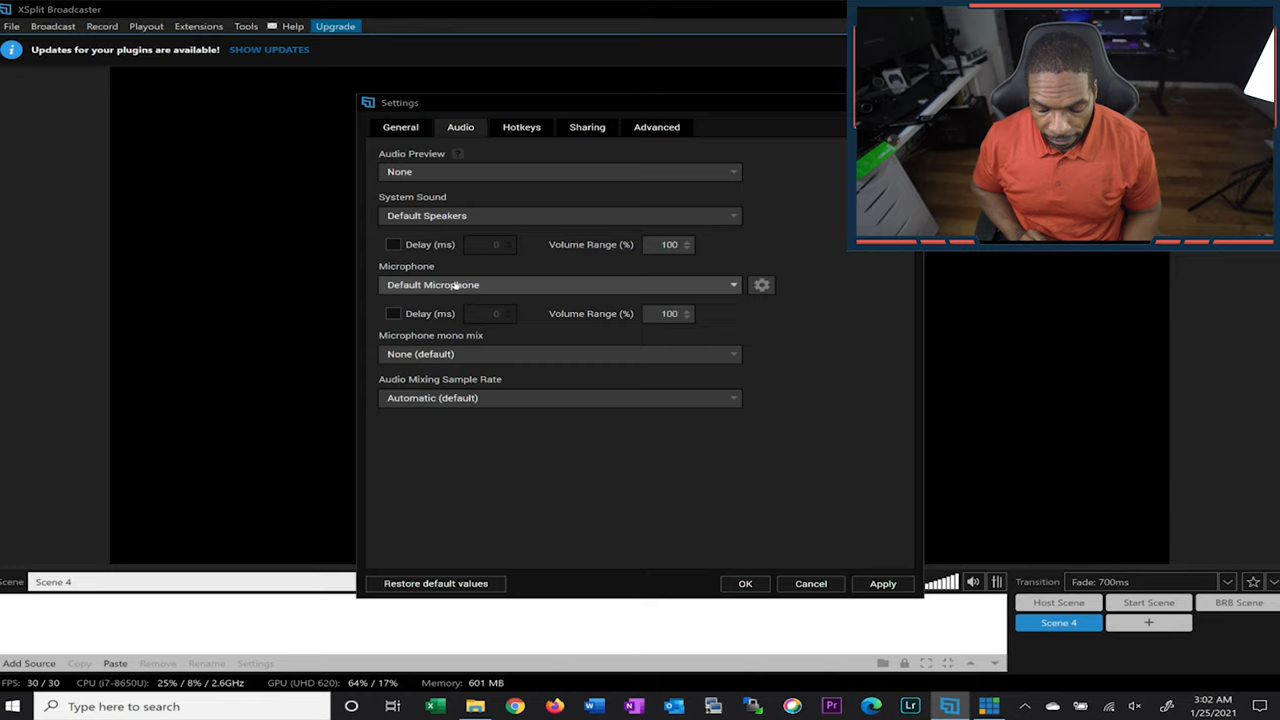 XSplit Broadcaster
File Broadcast Record Playout Extensions Tools Help Upgrade
Updates for your plugins are available! SHOW UPDATES
Settings
General Audio Hotkeys Sharing Advanced
Audio Preview ?
None
System Sound
Default Speakers
Delay (ms) 0 Volume Range (%) 100
Microphone
Default Microphone
Delay (ms) 0 Volume Range (%) 100
Microphone mono mix
None (default)
Audio Mixing Sample Rate
Automatic (default)
Restore default values OK Cancel Apply
Scene Scene 4 Transition Fade: 700ms
Host Scene Start Scene BRB Scene
Scene 4 +
Add Source Copy Paste Remove Rename Settings
FPS: 30 / 30 CPU (i7-8650U) 25% / 8% / 2.6GHz GPU (UHD 620) 64% / 17% Memory: 601 MB
Type here to search Pr Lr 3:02 AM
1/25/2021